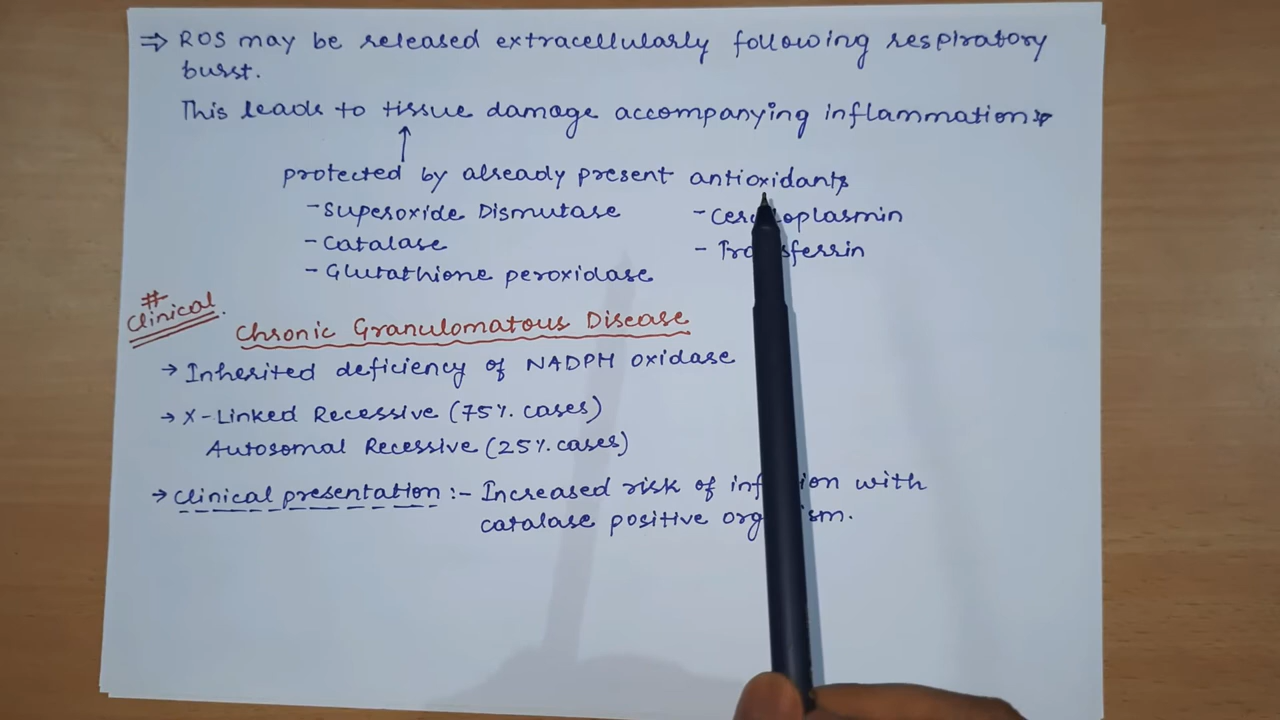 ⇒ ROS may be released extracellularly following respiratory
burst.
This leads to tissue damage accompanying inflammation
↑
protected by already present antioxidants
- Superoxide Dismutase
- Catalase
- Glutathione peroxidase
- Transferrin
# Clinical.
Chronic Granulomatous Disease
→ Inherited deficiency of NADPH oxidase
→ X-Linked Recessive (75% cases)
Autosomal Recessive (25% cases)
→ Clinical presentation :- Increased risk of with
catalase positive